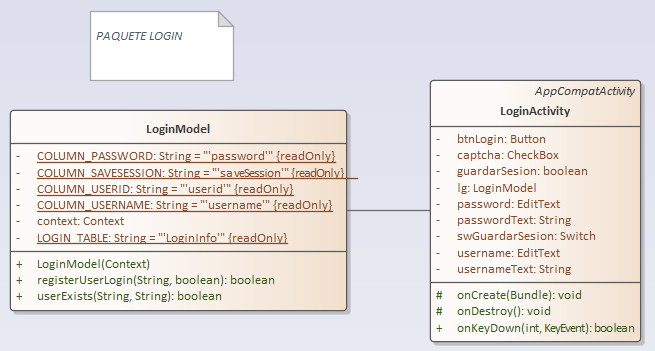 PAQUETE LOGIN
LoginModel
- COLUMN_PASSWORD: String = "'password'" {readOnly}
- COLUMN_SAVESESSION: String = "'saveSession'" {readOnly}
- COLUMN_USERID: String = "'userid'" {readOnly}
- COLUMN_USERNAME: String = "'username'" {readOnly}
- context: Context
- LOGIN_TABLE: String = "'LoginInfo'" {readOnly}
+ LoginModel(Context)
+ registerUserLogin(String, boolean): boolean
+ userExists(String, String): boolean
AppCompatActivity
LoginActivity
- btnLogin: Button
- captcha: CheckBox
- guardarSesion: boolean
- lg: LoginModel
- password: EditText
- passwordText: String
- swGuardarSesion: Switch
- username: EditText
- usernameText: String
# onCreate(Bundle): void
# onDestroy(): void
+ onKeyDown(int, KeyEvent): boolean